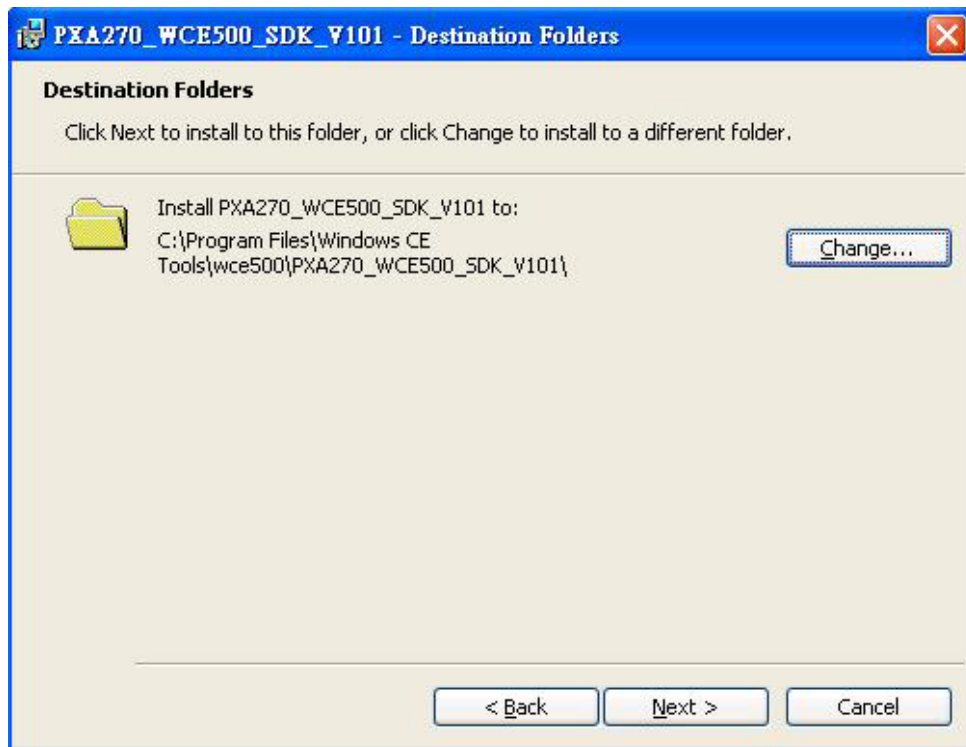 PXA270_WCE500_SDK_V101 - Destination Folders
Destination Folders
Click Next to install to this folder, or click Change to install to a different folder.
Install PXA270_WCE500_SDK_V101 to:
C:\Program Files\Windows CE
Tools\wce500\PXA270_WCE500_SDK_V101\
Change...
< Back
Next >
Cancel